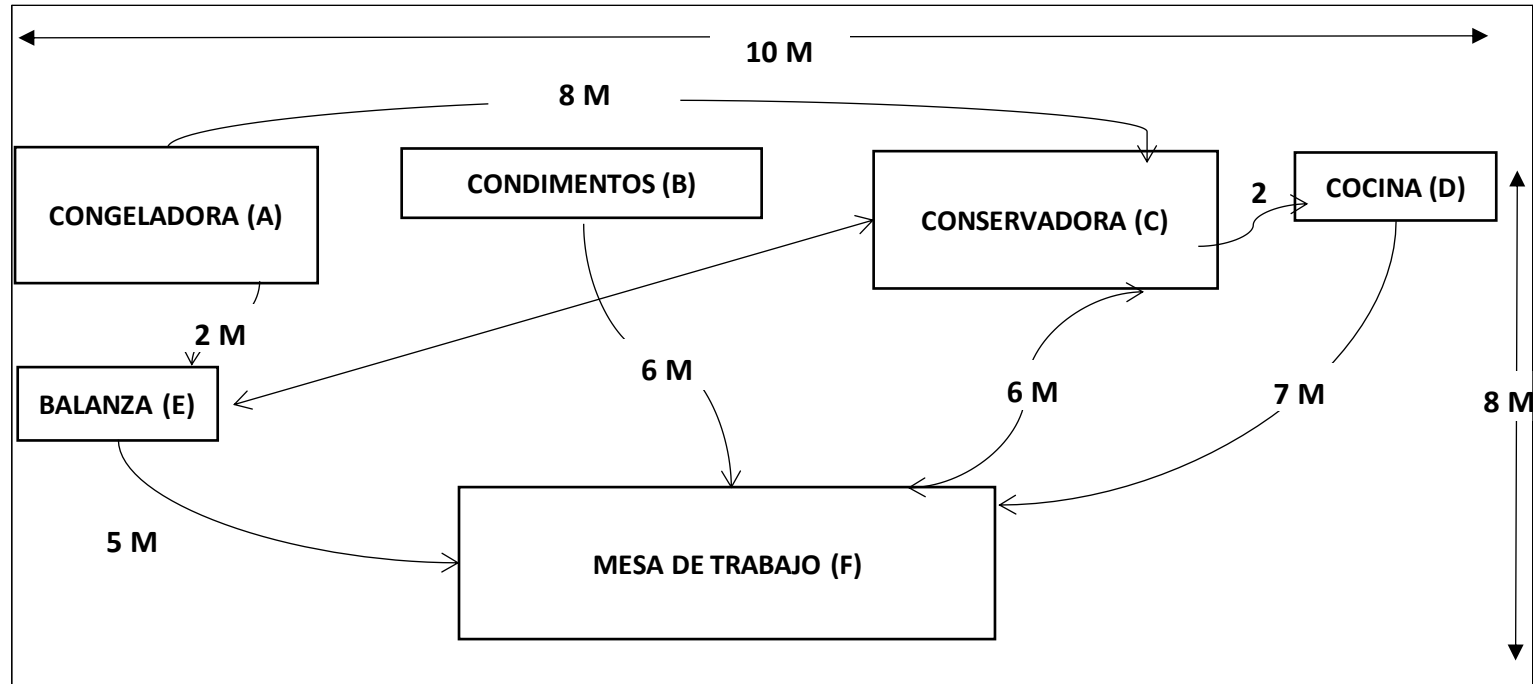 10 M
8 M
CONGELADORA (A)
CONDIMENTOS (B)
CONSERVADORA (C)
2
COCINA (D)
2 M
BALANZA (E)
6 M
6 M
7 M
8 M
5 M
MESA DE TRABAJO (F)